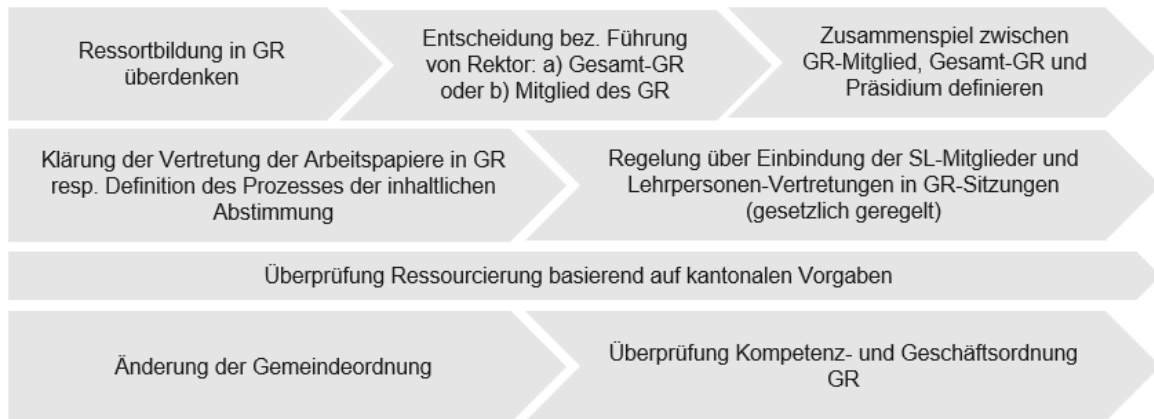 Ressortbildung in GR
überdenken
Entscheidung bez. Führung
von Rektor: a) Gesamt-GR
oder b) Mitglied des GR
Zusammenspiel zwischen
GR-Mitglied, Gesamt-GR und
Präsidium definieren
Klärung der Vertretung der Arbeitspapiere in GR
resp. Definition des Prozesses der inhaltlichen
Abstimmung
Regelung über Einbindung der SL-Mitglieder und
Lehrpersonen-Vertretungen in GR-Sitzungen
(gesetzlich geregelt)
Überprüfung Ressourcierung basierend auf kantonalen Vorgaben
Änderung der Gemeindeordnung
Überprüfung Kompetenz- und Geschäftsordnung
GR